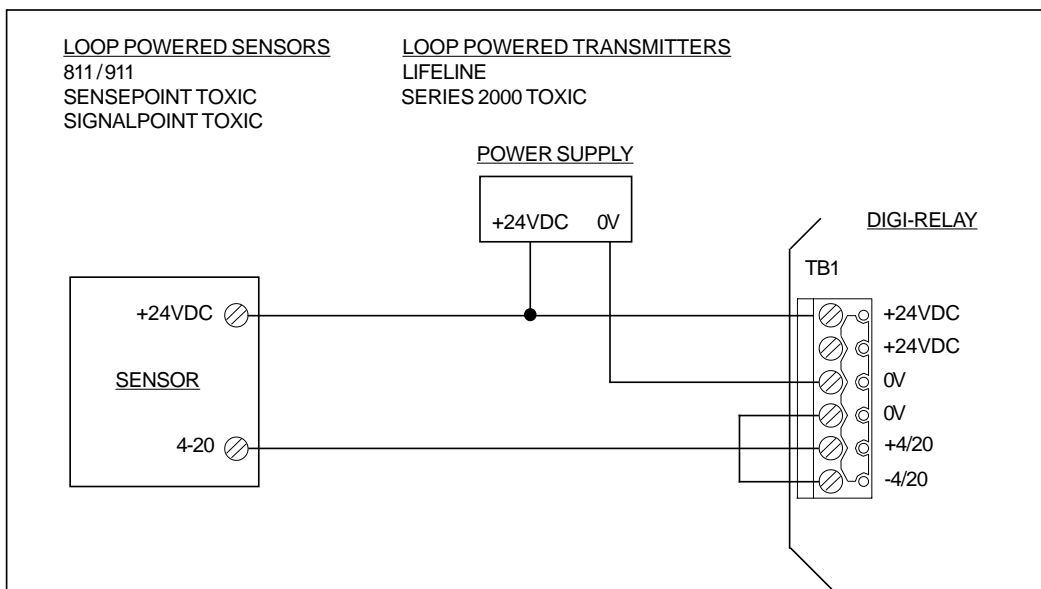 LOOP POWERED SENSORS
811/911
SENSEPOINT TOXIC
SIGNALPOINT TOXIC
LOOP POWERED TRANSMITTERS
LIFELINE
SERIES 2000 TOXIC
POWER SUPPLY
+24VDC 0V
DIGI-RELAY
TB1
+24VDC
SENSOR
4-20
+24VDC
+24VDC
0V
0V
+4/20
-4/20